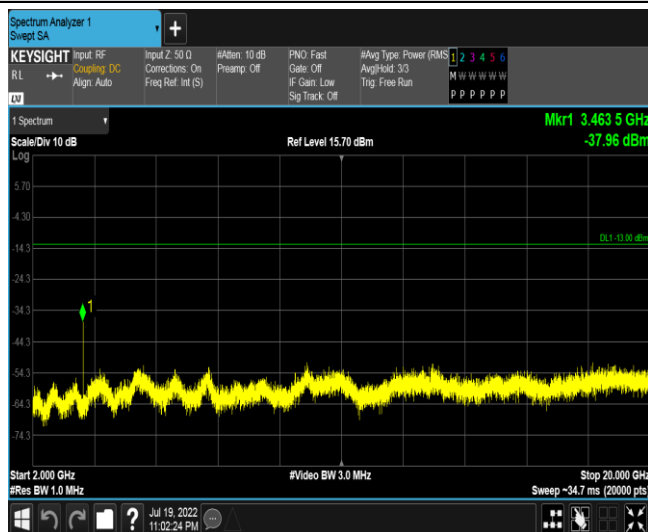 Spectrum Analyzer 1
Swept SA
+
KEYSIGHT
RL
LXI
Input: RF
Coupling: DC
Align: Auto
Input Z: 50 Ω
Corrections: On
Freq Ref: Int (S)
#Atten: 10 dB
Preamp: Off
PNO: Fast
Gate: Off
IF Gain: Low
Sig Track: Off
#Avg Type: Power (RMS
Avg|Hold: 3/3
Trig: Free Run
1 2 3 4 5 6
M W W W W W
P P P P P P
1 Spectrum
Mkr1 3.463 5 GHz
Scale/Div 10 dB
Ref Level 15.70 dBm
-37.96 dBm
Log
5.70
-4.30
DL1 -13.00 dBm
-14.3
-24.3
-34.3
1
-44.3
-54.3
-64.3
-74.3
Start 2.000 GHz
#Video BW 3.0 MHz
Stop 20.000 GHz
#Res BW 1.0 MHz
Sweep ~34.7 ms (20000 pts)
?
Jul 19, 2022
11:02:24 PM